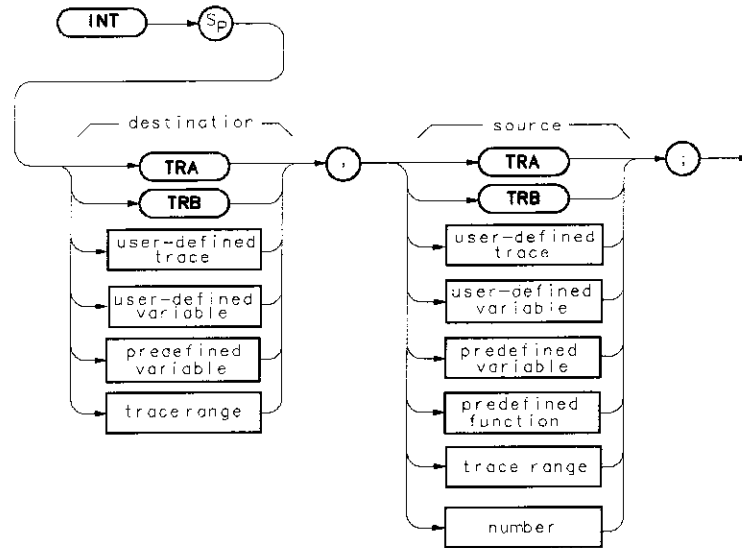 INT Sp
destination
TRA
TRB
user-defined
trace
user-defined
variable
predefined
variable
trace range
,
source
TRA
TRB
user-defined
trace
user-defined
variable
predefined
variable
predefined
function
trace range
number
;